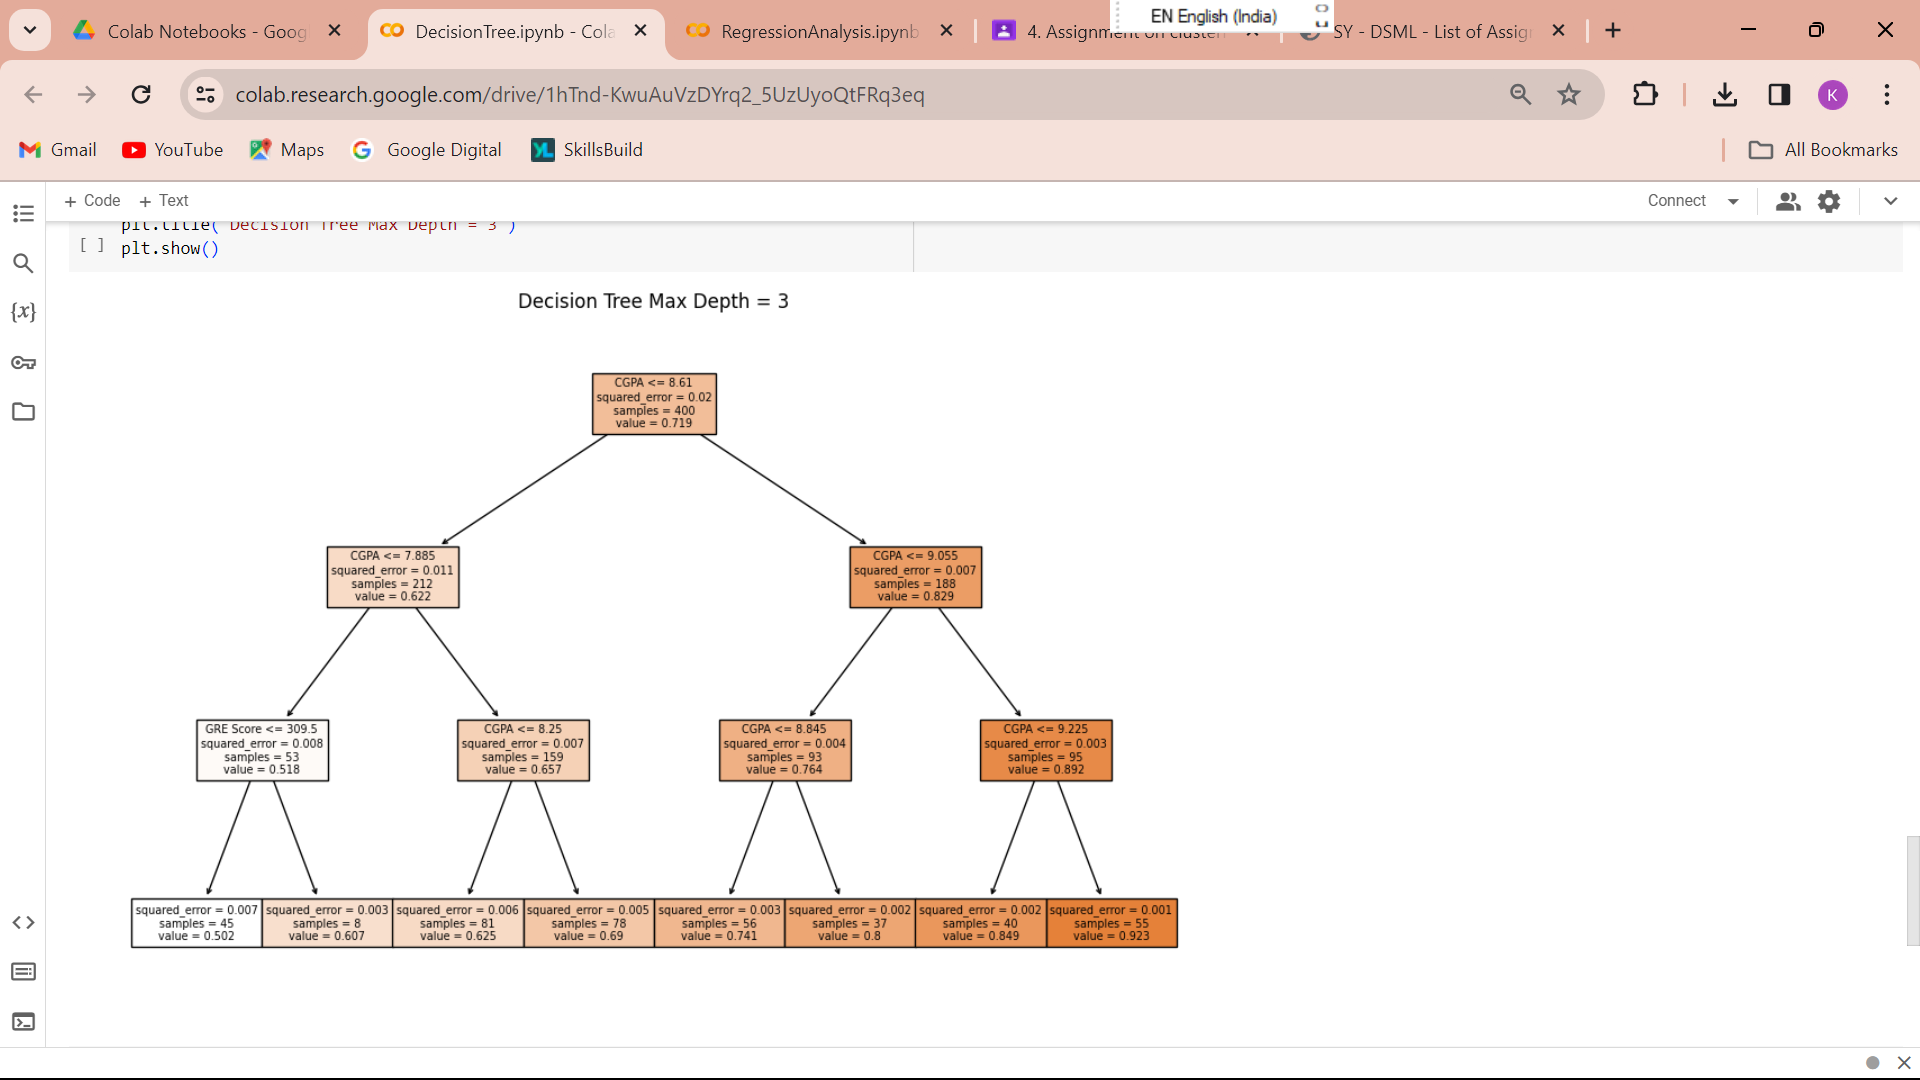 EN English (India)
Colab Notebooks - Goog
DecisionTree.ipynb - Cola
RegressionAnalysis.ipynb
4. Assignment on cluster
SY - DSML - List of Assig
colab.research.google.com/drive/1hTnd-KwuAuVzDYrq2_5UzUyoQtFRq3eq
K
Gmail
YouTube
Maps
Google Digital
SkillsBuild
All Bookmarks
+ Code
+ Text
Connect
plt.title("Decision Tree Max Depth = 3")
[ ] plt.show()
Decision Tree Max Depth = 3
CGPA <= 8.61
squared_error = 0.02
samples = 400
value = 0.719
CGPA <= 7.885
squared_error = 0.011
samples = 212
value = 0.622
CGPA <= 9.055
squared_error = 0.007
samples = 188
value = 0.829
GRE Score <= 309.5
squared_error = 0.008
samples = 53
value = 0.518
CGPA <= 8.25
squared_error = 0.007
samples = 159
value = 0.657
CGPA <= 8.845
squared_error = 0.004
samples = 93
value = 0.764
CGPA <= 9.225
squared_error = 0.003
samples = 95
value = 0.892
squared_error = 0.007
samples = 45
value = 0.502
squared_error = 0.003
samples = 8
value = 0.607
squared_error = 0.006
samples = 81
value = 0.625
squared_error = 0.005
samples = 78
value = 0.69
squared_error = 0.003
samples = 56
value = 0.741
squared_error = 0.002
samples = 37
value = 0.8
squared_error = 0.002
samples = 40
value = 0.849
squared_error = 0.001
samples = 55
value = 0.923
{x}